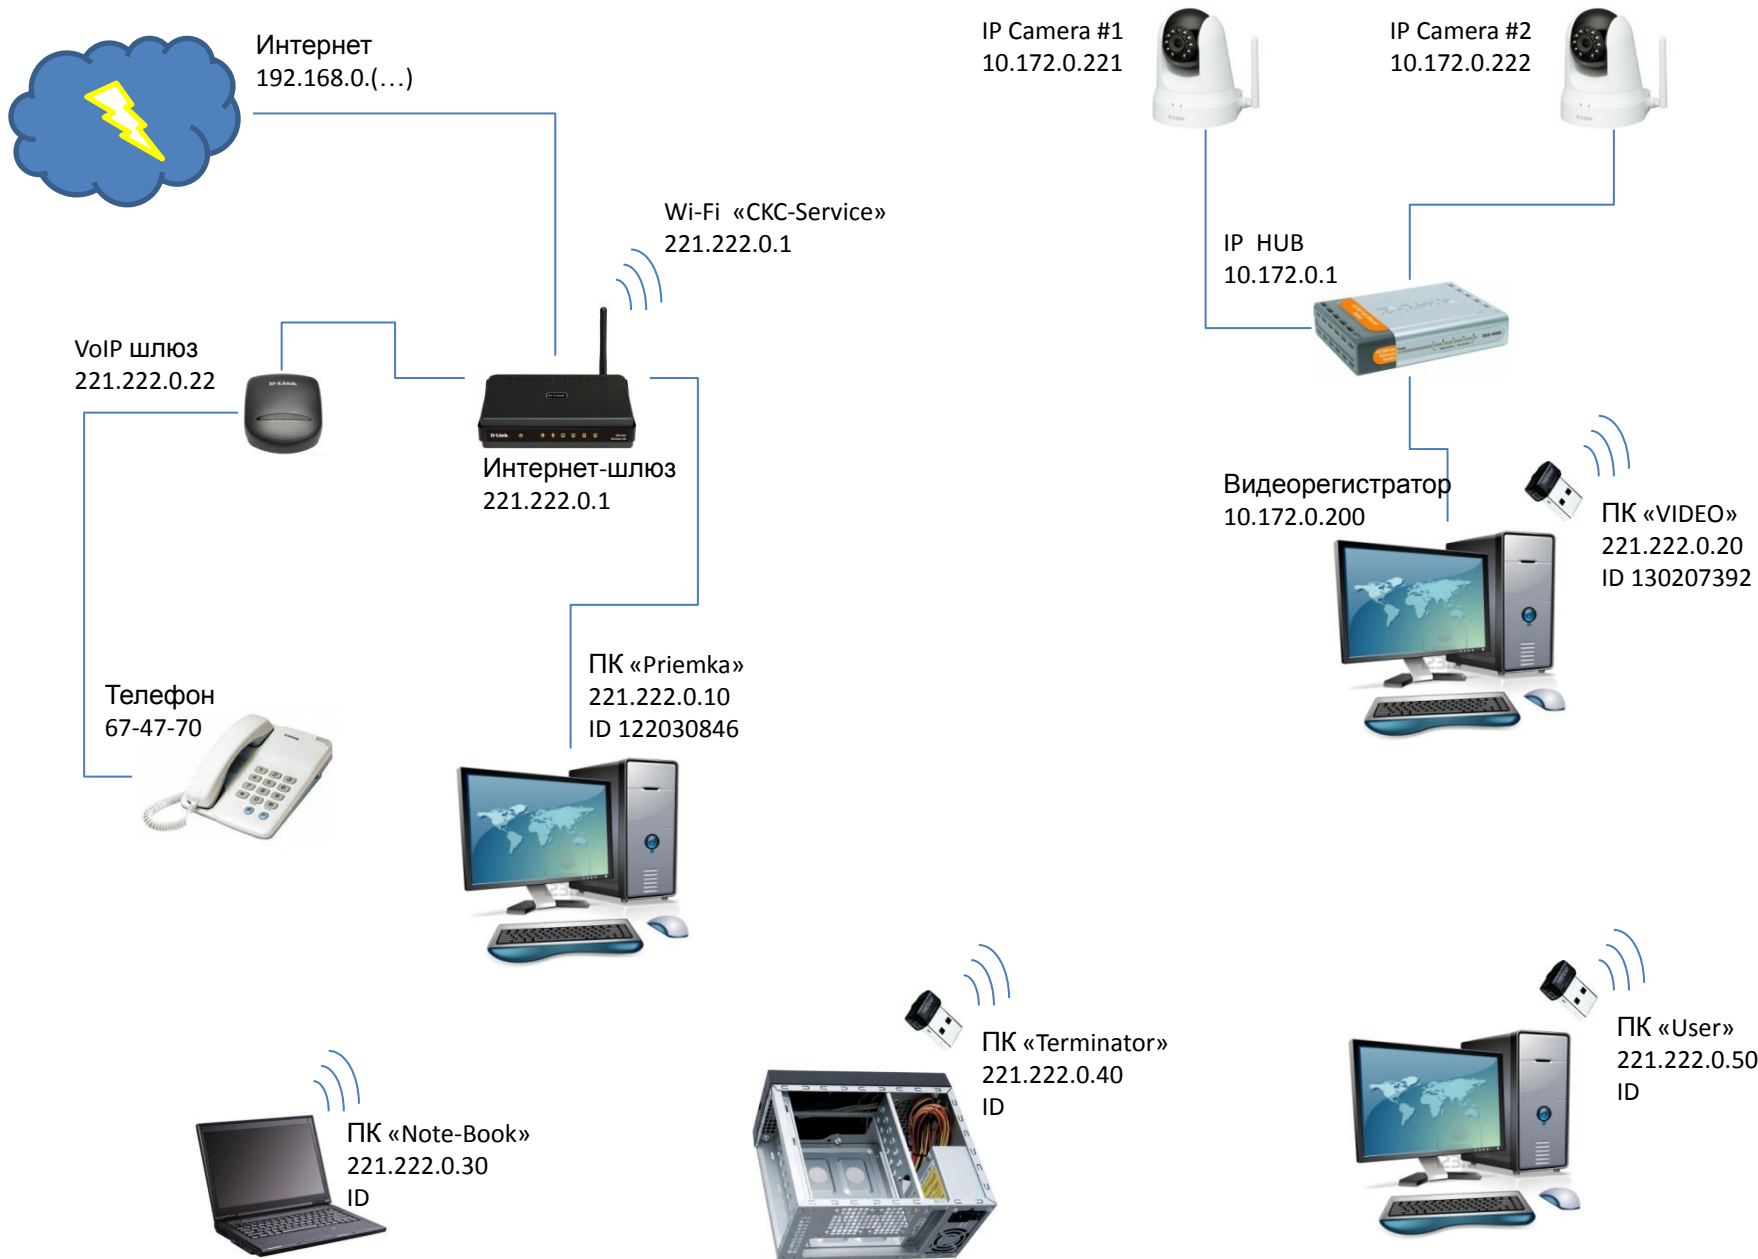 Интернет
192.168.0.(…)
IP Camera #1
10.172.0.221
IP Camera #2
10.172.0.222
Wi-Fi «CKC-Service»
221.222.0.1
IP HUB
10.172.0.1
VoIP шлюз
221.222.0.22
D-Link
D-Link
Интернет-шлюз
221.222.0.1
Видеорегистратор
10.172.0.200
ПК «VIDEO»
221.222.0.20
ID 130207392
ПК «Priemka»
221.222.0.10
ID 122030846
Телефон
67-47-70
ПК «Terminator»
221.222.0.40
ID
ПК «User»
221.222.0.50
ID
ПК «Note-Book»
221.222.0.30
ID